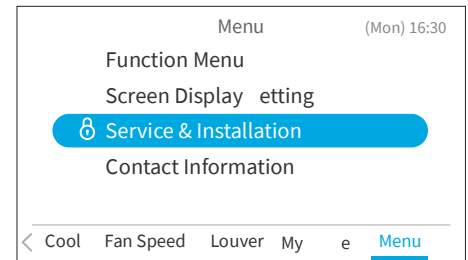 Menu (Mon) 16:30
Function Menu
Screen Display etting
Service & Installation
Contact Information
< Cool Fan Speed Louver My e Menu